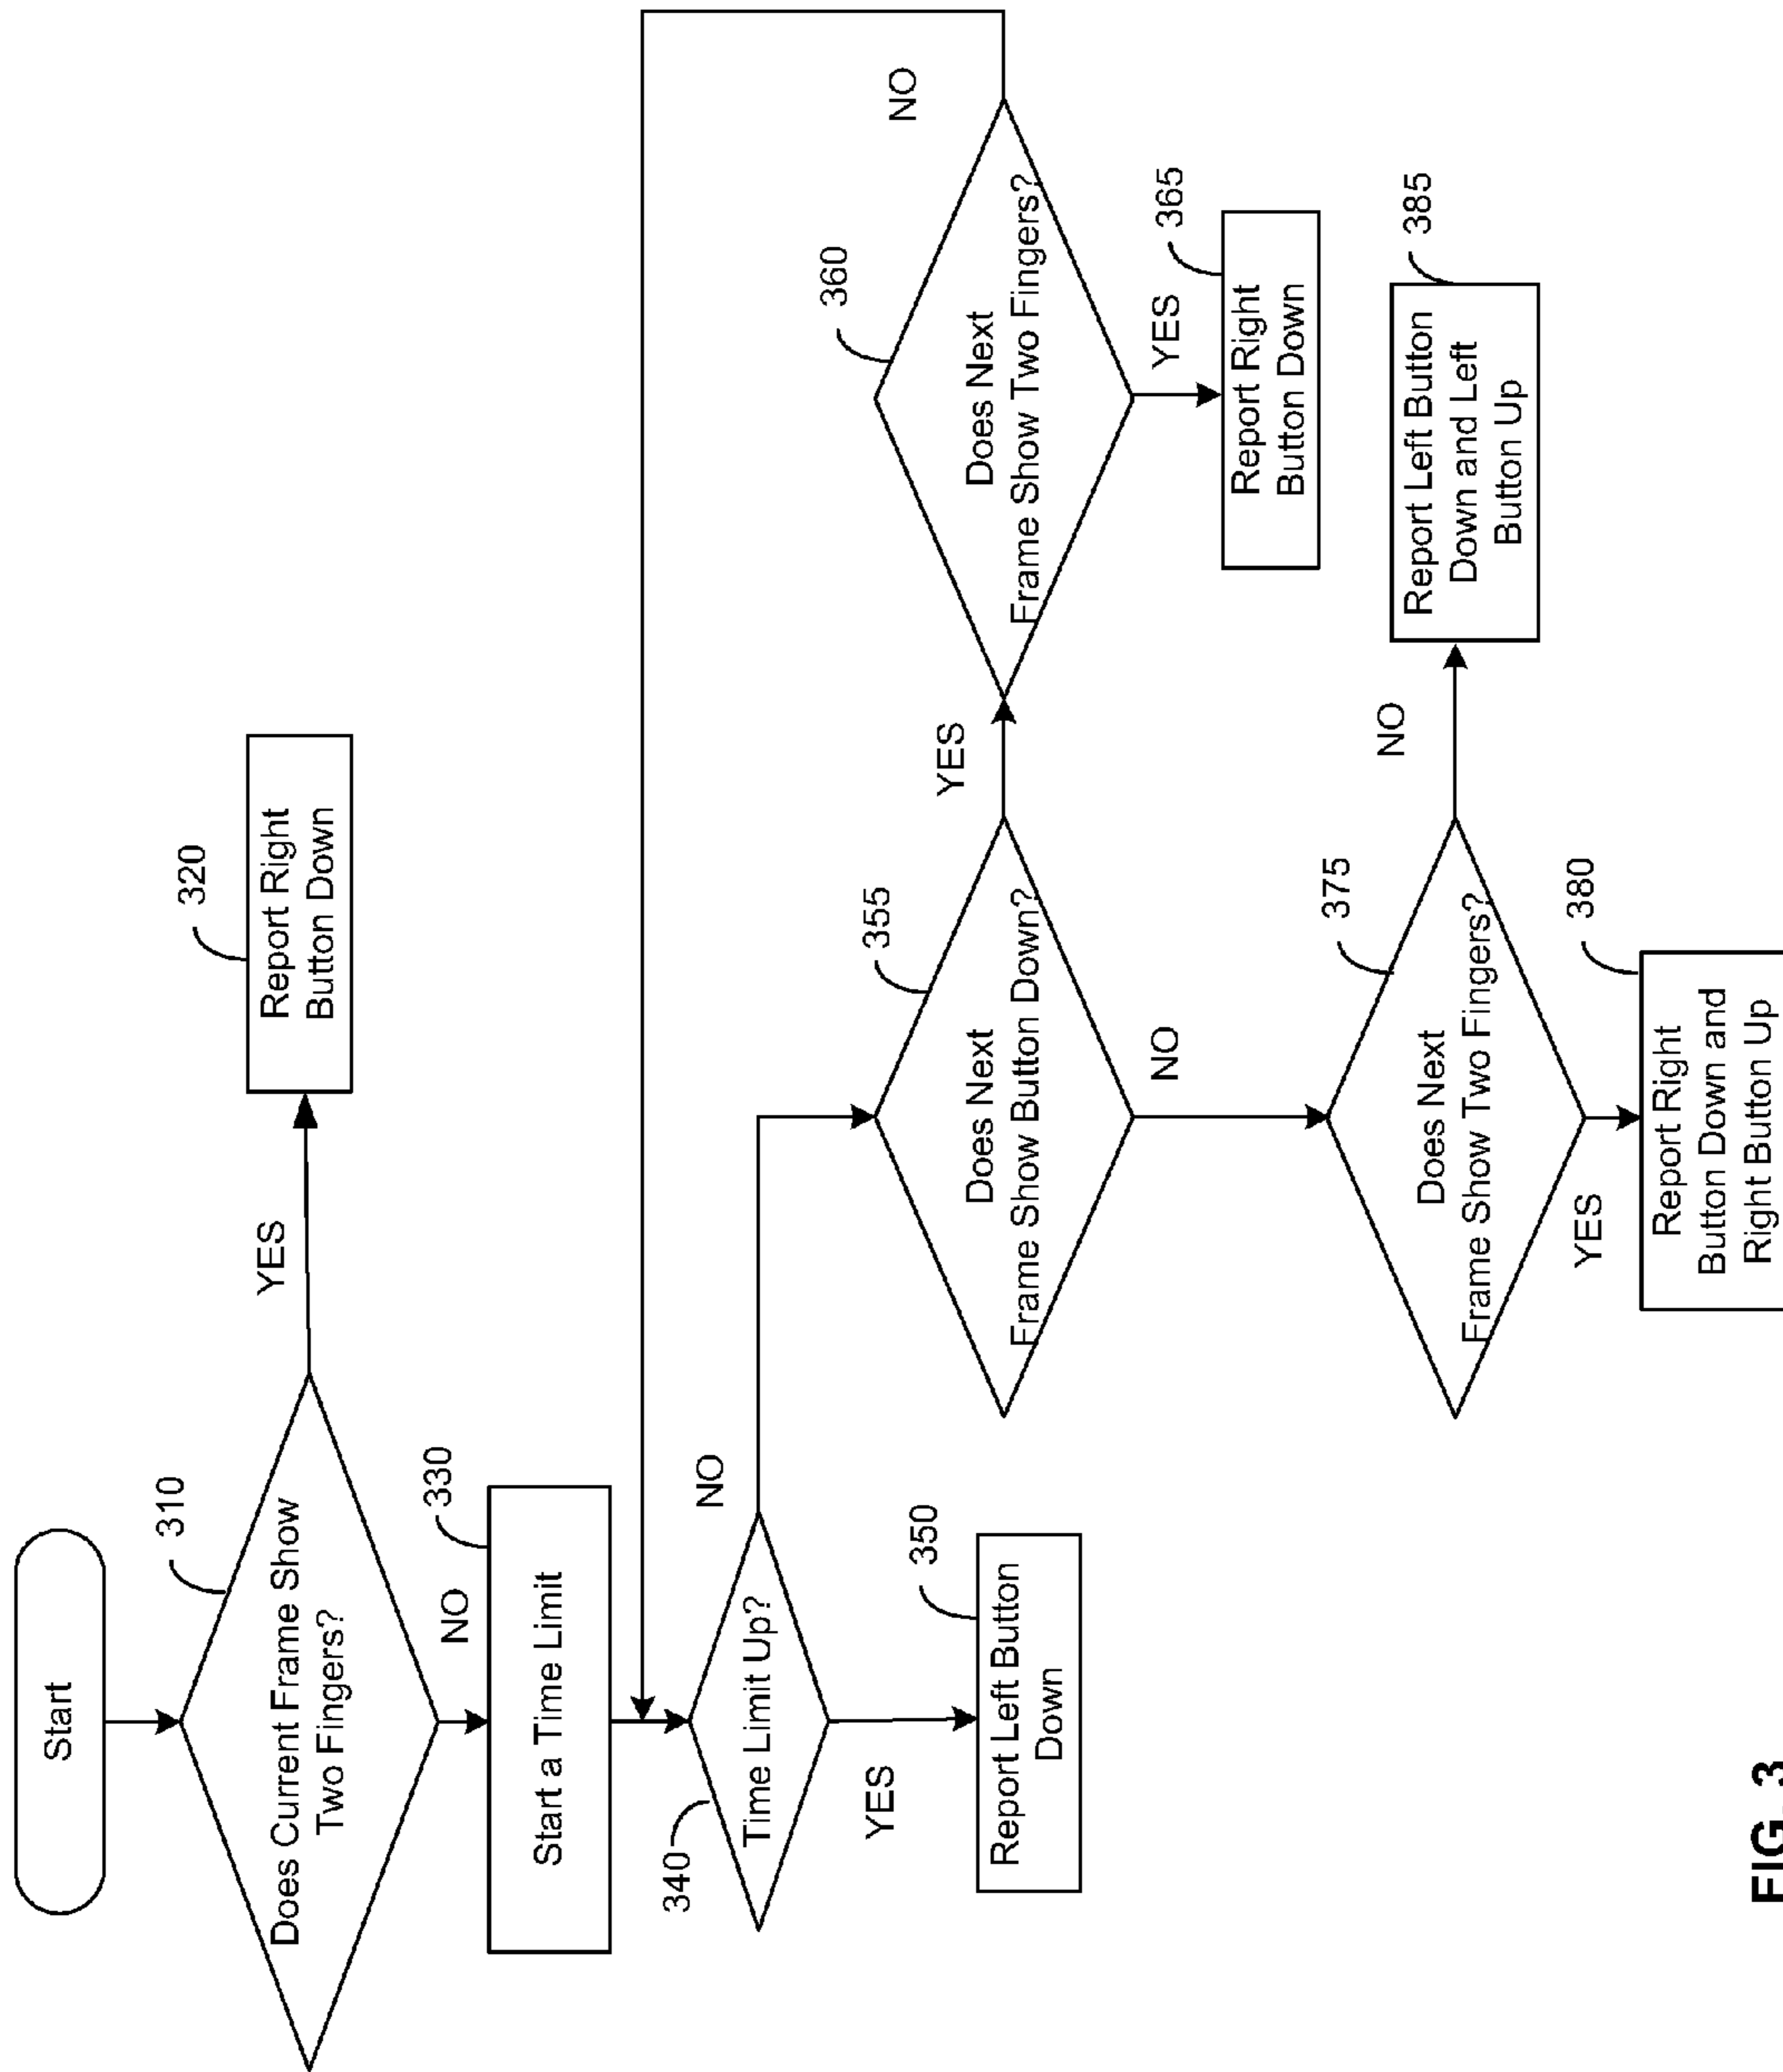 Start
310
Does Current Frame Show
Two Fingers?
YES
320
Report Right
Button Down
NO
330
Start a Time Limit
340
Time Limit Up?
NO
YES
350
Report Left Button
Down
355
Does Next
Frame Show Button Down?
YES
360
Does Next
Frame Show Two Fingers?
NO
YES
365
Report Right
Button Down
NO
375
Does Next
Frame Show Two Fingers?
NO
385
Report Left Button
Down and Left
Button Up
YES
380
Report Right
Button Down and
Right Button Up
FIG. 3